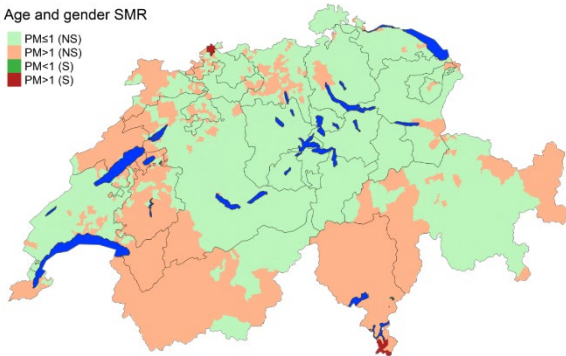 Age and gender SMR
PM≤1 (NS)
PM>1 (NS)
PM<1 (S)
PM>1 (S)